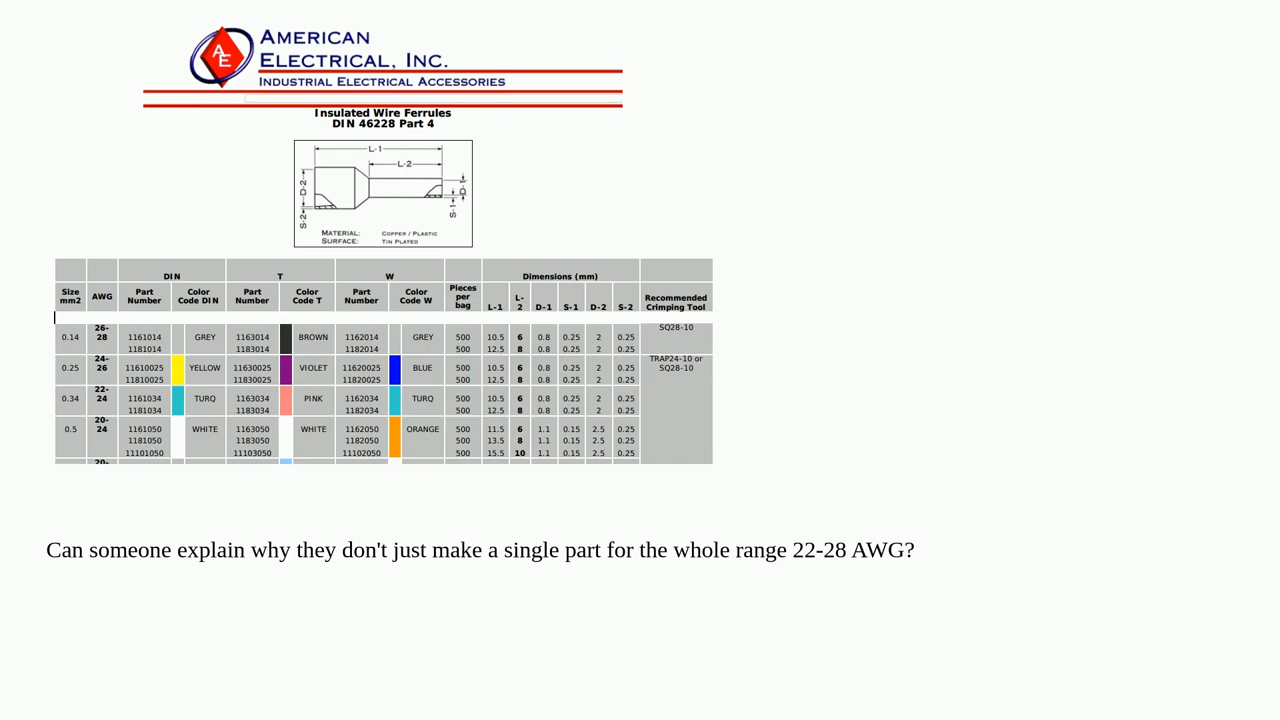 AE
AMERICAN
ELECTRICAL, INC.
INDUSTRIAL ELECTRICAL ACCESSORIES
Insulated Wire Ferrules
DIN 46228 Part 4
L-1
L-2
D-2
D-1
S-1
S-2
MATERIAL: COPPER / PLASTIC
SURFACE: TIN PLATED
DIN T W Dimensions (mm)
Size mm2 AWG Part Number Color Code DIN Part Number Color Code T Part Number Color Code W Pieces per bag L-1 L-2 D-1 S-1 D-2 S-2 Recommended Crimping Tool
0.14 26-28 1161014 GREY 1163014 BROWN 1162014 GREY 500 10.5 6 0.8 0.25 2 0.25 SQ28-10
1181014 1183014 1182014 500 12.5 8 0.8 0.25 2 0.25
0.25 24-26 11610025 YELLOW 11630025 VIOLET 11620025 BLUE 500 10.5 6 0.8 0.25 2 0.25 TRAP24-10 or SQ28-10
11810025 11830025 11820025 500 12.5 8 0.8 0.25 2 0.25
0.34 22-24 1161034 TURQ 1163034 PINK 1162034 TURQ 500 10.5 6 0.8 0.25 2 0.25
1181034 1183034 1182034 500 12.5 8 0.8 0.25 2 0.25
0.5 20-24 1161050 WHITE 1163050 WHITE 1162050 ORANGE 500 11.5 6 1.1 0.15 2.5 0.25
1181050 1183050 1182050 500 13.5 8 1.1 0.15 2.5 0.25
11101050 11103050 11102050 500 15.5 10 1.1 0.15 2.5 0.25
20-
Can someone explain why they don't just make a single part for the whole range 22-28 AWG?